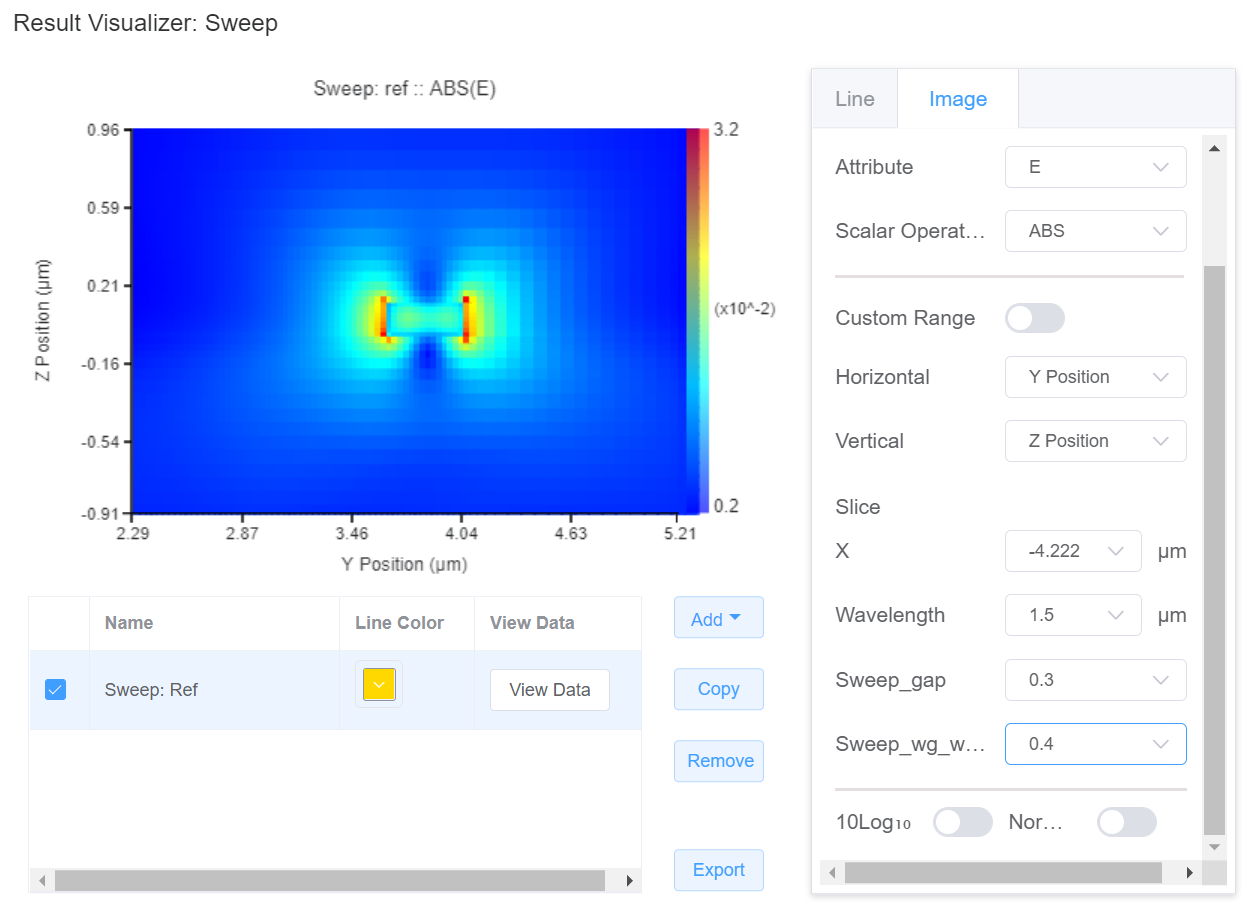 Result Visualizer: Sweep
Sweep: ref :: ABS(E)
0.96
0.59
0.21
-0.16
-0.54
-0.91
Z Position (µm)
2.29 2.87 3.46 4.04 4.63 5.21
Y Position (µm)
3.2
(x10^-2)
0.2
Name Line Color View Data
Sweep: Ref View Data
Add
Copy
Remove
Export
Line Image
Attribute E
Scalar Operat... ABS
Custom Range
Horizontal Y Position
Vertical Z Position
Slice
X -4.222 µm
Wavelength 1.5 µm
Sweep_gap 0.3
Sweep_wg_w... 0.4
10Log₁₀ Nor...